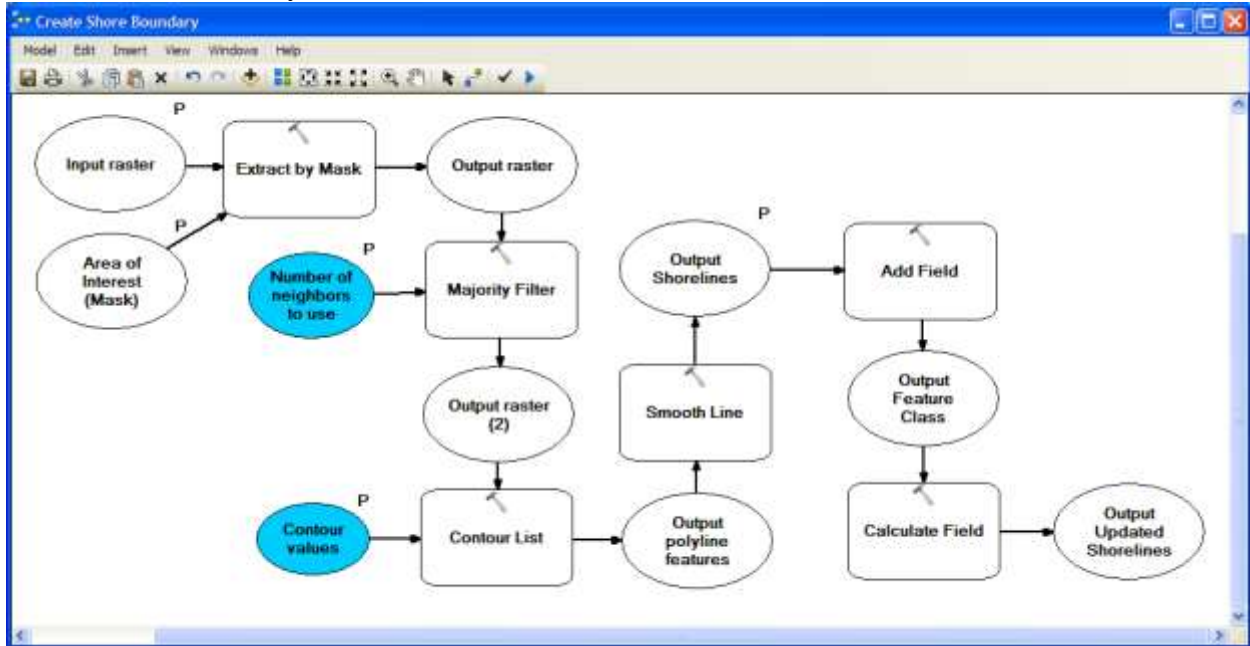 Create Shore Boundary
Model Edit Insert View Windows Help
P
Input raster
Extract by Mask
Output raster
P
Area of
Interest
(Mask)
P
Number of
neighbors
to use
Majority Filter
P
Output
Shorelines
Add Field
Output raster
(2)
Smooth Line
Output
Feature
Class
P
Contour
values
Contour List
Output
polyline
features
Calculate Field
Output
Updated
Shorelines